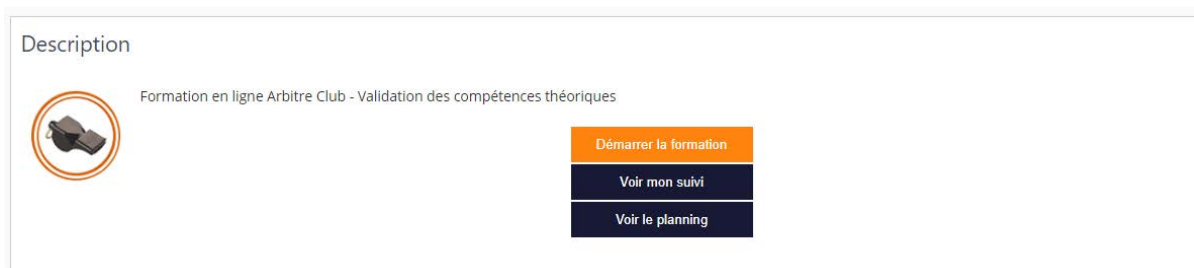 Description
Formation en ligne Arbitre Club - Validation des compétences théoriques
Démarrer la formation
Voir mon suivi
Voir le planning